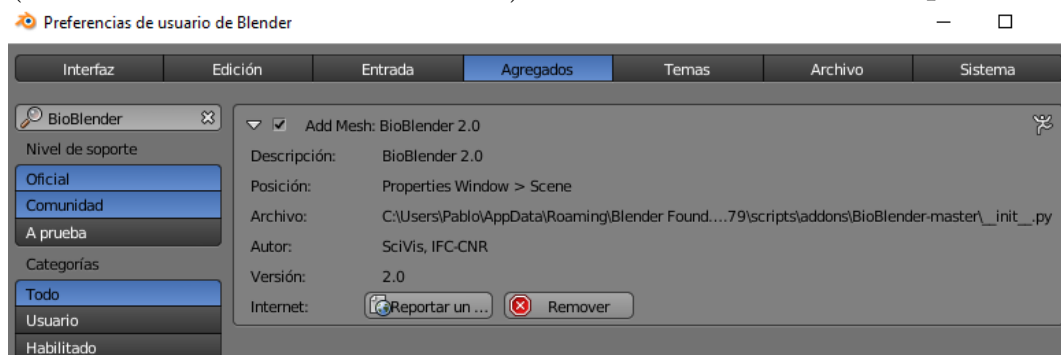 Preferencias de usuario de Blender
Interfaz Edición Entrada Agregados Temas Archivo Sistema
BioBlender
Nivel de soporte
Oficial
Comunidad
A prueba
Categorías
Todo
Usuario
Habilitado
Add Mesh: BioBlender 2.0
Descripción: BioBlender 2.0
Posición: Properties Window > Scene
Archivo: C:\Users\Pablo\AppData\Roaming\Blender Found....79\scripts\addons\BioBlender-master\__init__.py
Autor: SciVis, IFC-CNR
Versión: 2.0
Internet: Reportar un ...) Remover